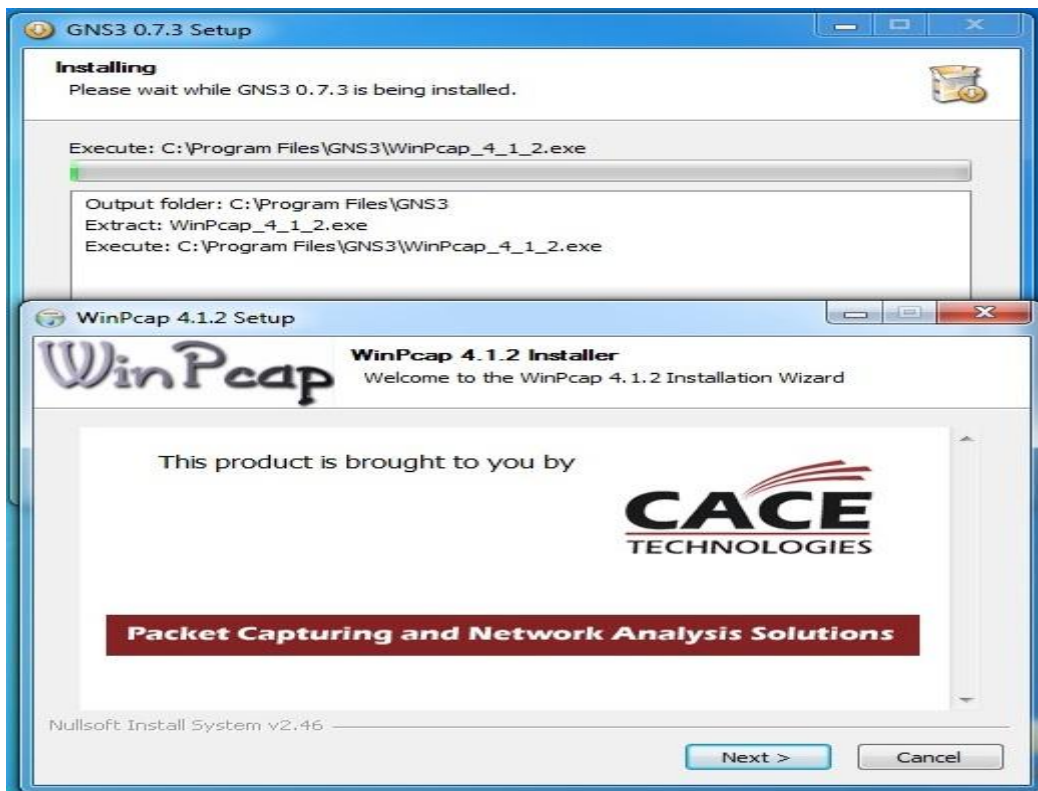 GNS3 0.7.3 Setup
Installing
Please wait while GNS3 0.7.3 is being installed.
Execute: C:\Program Files\GNS3\WinPcap_4_1_2.exe
Output folder: C:\Program Files\GNS3
Extract: WinPcap_4_1_2.exe
Execute: C:\Program Files\GNS3\WinPcap_4_1_2.exe
WinPcap 4.1.2 Setup
WinPcap
WinPcap 4.1.2 Installer
Welcome to the WinPcap 4.1.2 Installation Wizard
This product is brought to you by
CACE
TECHNOLOGIES
Packet Capturing and Network Analysis Solutions
Nullsoft Install System v2.46
Next >
Cancel